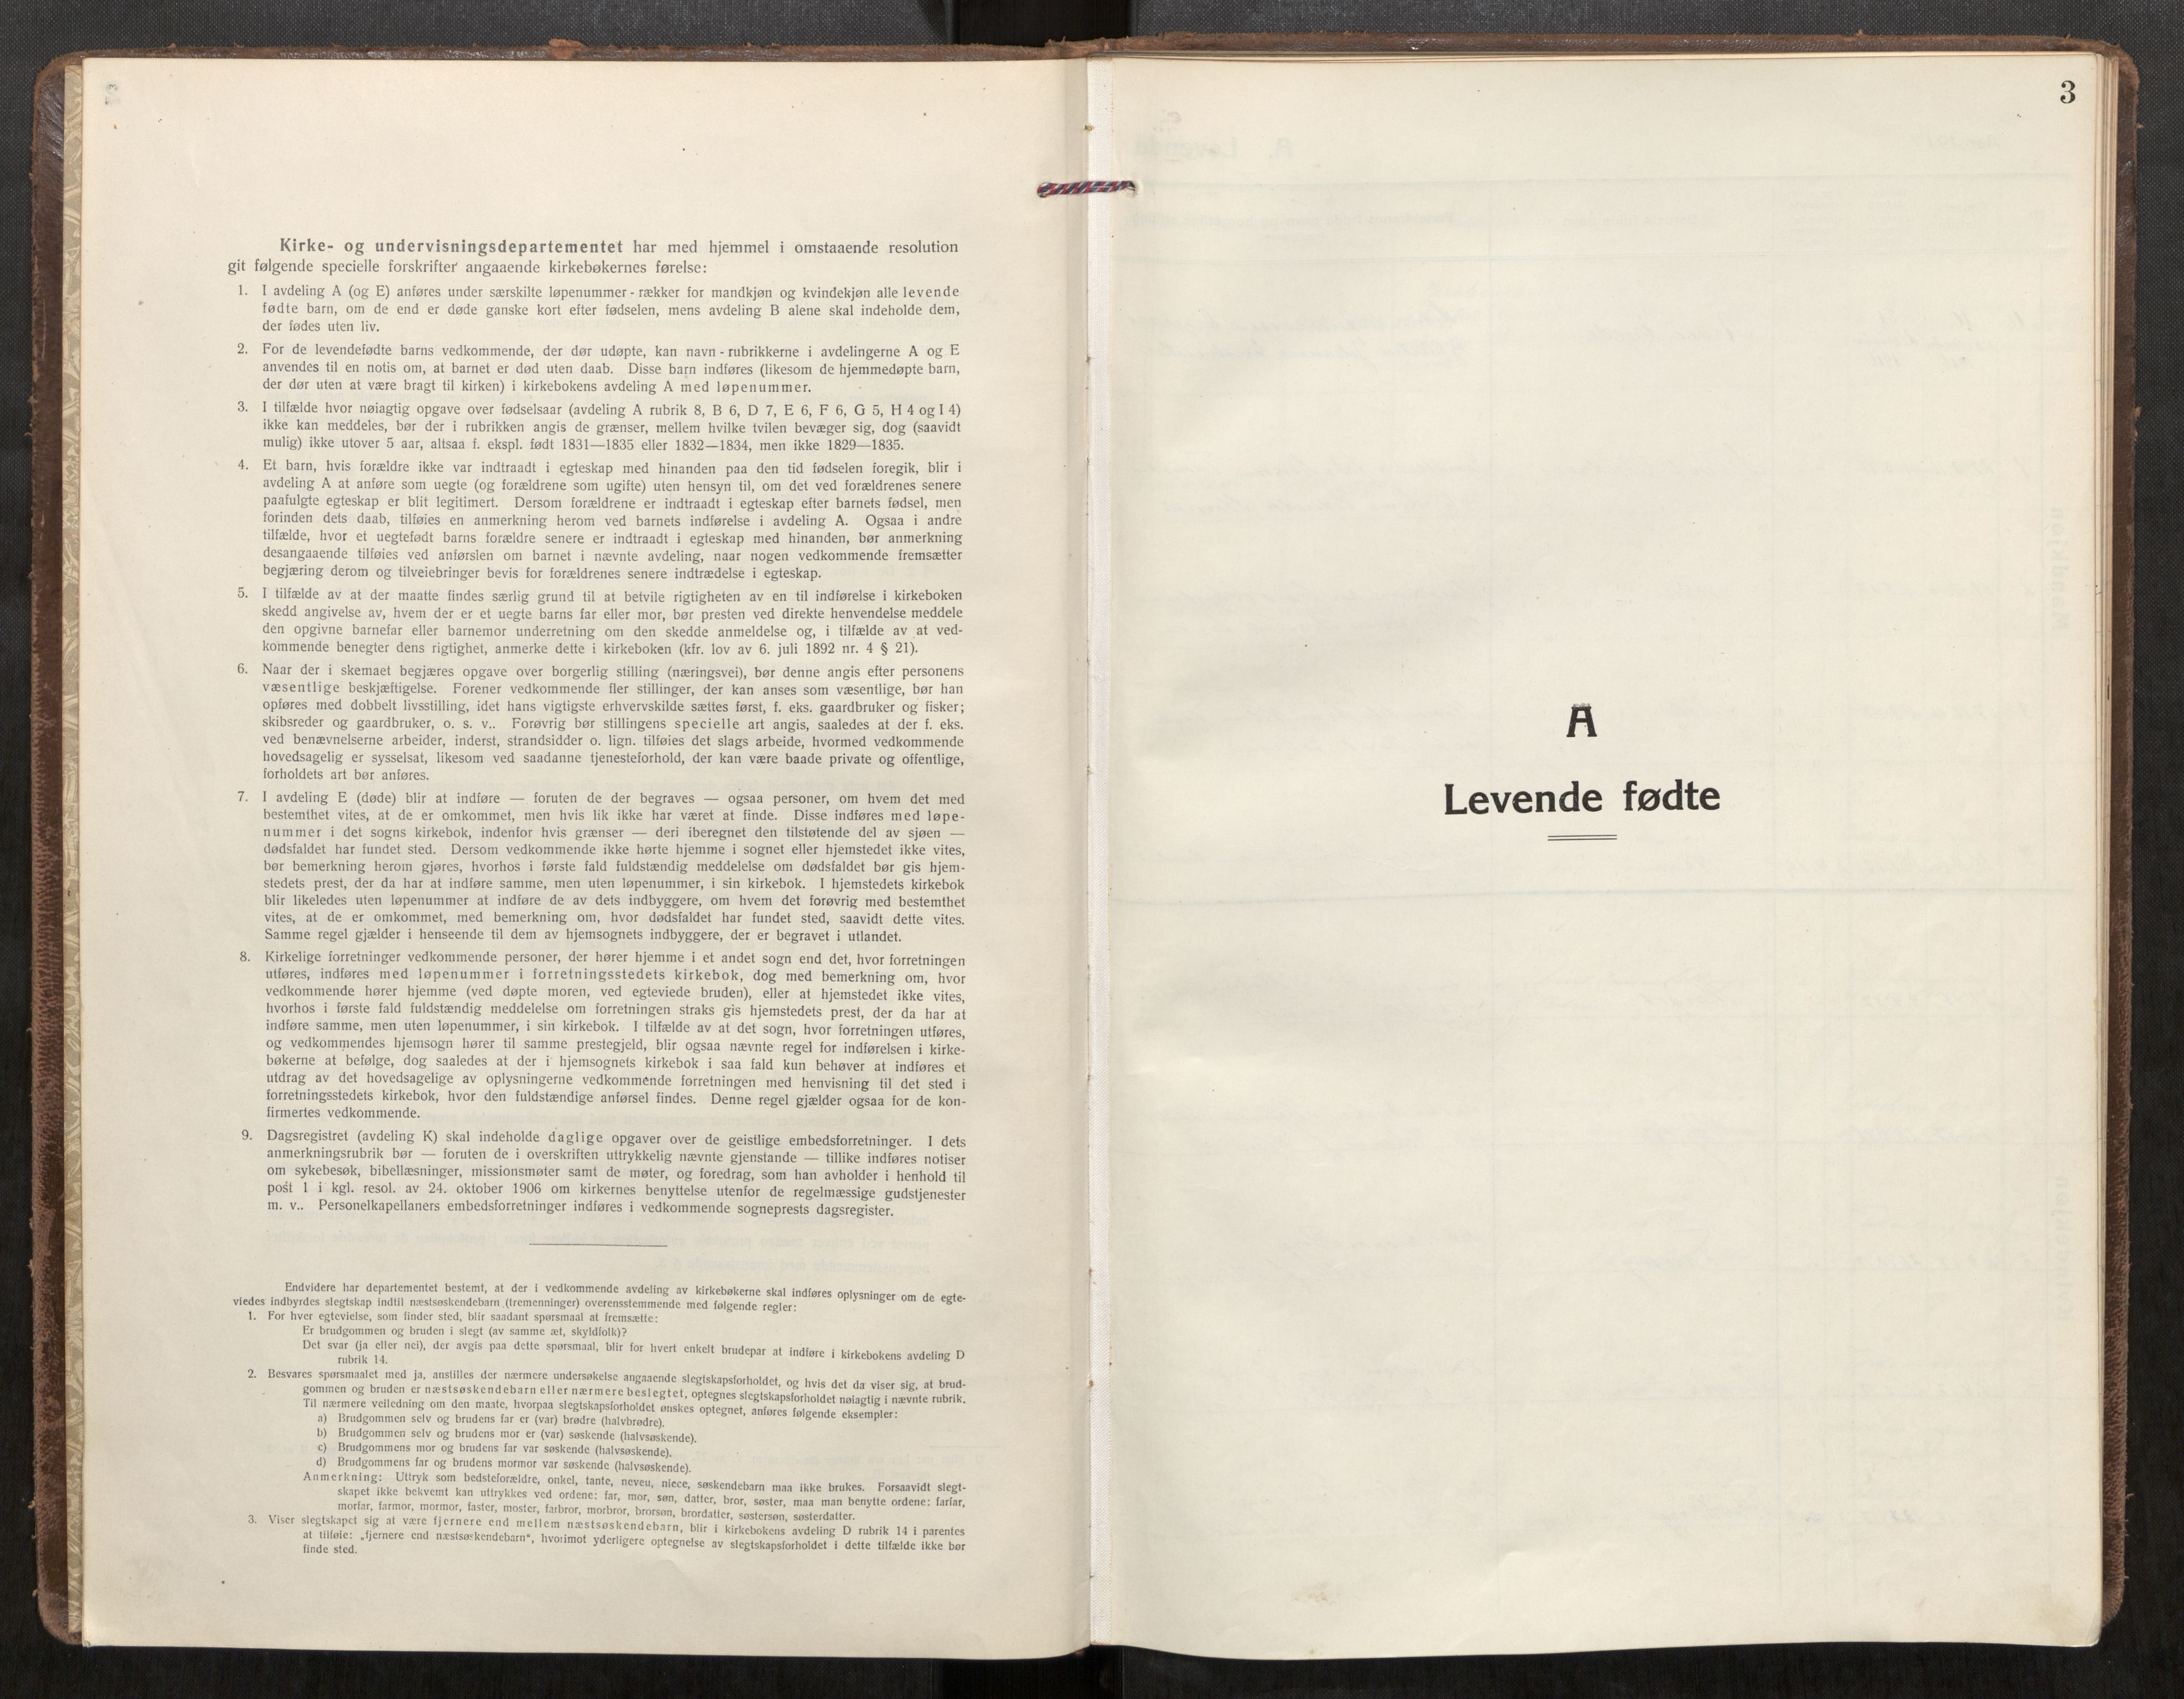 Kirke- og undervisningsdepartementet har med hjemmel i omstaaende resolution
git følgende specielle forskrifter angaaende kirkebøkernes førelse:
1. I avdeling A (og E) anføres under særskilte løpenummer-rækker for mandkjøn og kvindekjøn alle levende
fødte barn, om de end er døde ganske kort efter fødselen, mens avdeling B alene skal indeholde dem,
der fødes uten liv.
2. For de levendefødte barns vedkommende, der dør udøpte, kan navn-rubrikkerne i avdelingerne A og E
anvendes til en notis om, at barnet er død uten daab. Disse barn indføres (likesom de hjemmedøpte barn,
der dør uten at være bragt til kirken) i kirkebokens avdeling A med løpenummer.
3. I tilfælde hvor nøiagtig opgave over fødselsaar (avdeling A rubrik 8, B 6, D 7, E 6, F 6, G 5, H 4 og I 4)
ikke kan meddeles, bør der i rubrikken angis de grænser, mellem hvilke tvilen bevæger sig, dog (saavidt
mulig) ikke utover 5 aar, altsaa f. ekspl. født 1831—1835 eller 1832—1834, men ikke 1829—1835.
4. Et barn, hvis forældre ikke var indtraadt i egteskap med hinanden paa den tid fødselen foregik, blir i
avdeling A at anføre som uegte (og forældrene som ugifte) uten hensyn til, om det ved forældrenes senere
paafulgte egteskap er blit legitimert. Dersom forældrene er indtraadt i egteskap efter barnets fødsel, men
forinden dets daab, tilføies en anmerkning herom ved barnets indførelse i avdeling A. Ogsaa i andre
tilfælde, hvor et uegtefødt barns forældre senere er indtraadt i egteskap med hinanden, bør anmerkning
desangaaende tilføies ved anførslen om barnet i nævnte avdeling, naar nogen vedkommende fremsætter
begjæring derom og tilveiebringer bevis for forældrenes senere indtrædelse i egteskap.
5. I tilfælde av at der maatte findes særlig grund til at betvile rigtigheten av en til indførelse i kirkeboken
skedd angivelse av, hvem der er et uegte barns far eller mor, bør presten ved direkte henvendelse meddele
den opgivne barnefar eller barnemor underretning om den skedde anmeldelse og, i tilfælde av at ved-
kommende benegter dens rigtighet, anmerke dette i kirkeboken (kfr. lov av 6. juli 1892 nr. 4 § 21).
6. Naar der i skemaet begjæres opgave over borgerlig stilling (næringsvei), bør denne angis efter personens
væsentlige beskjæftigelse. Forener vedkommende fler stillinger, der kan anses som væsentlige, bør han
opføres med dobbelt livsstilling, idet hans vigtigste erhvervskilde sættes først, f. eks. gaardbruker og fisker;
skibsreder og gaardbruker, o. s. v.. Forøvrig bør stillingens specielle art angis, saaledes at der f. eks.
ved benævnelserne arbeider, inderst, strandsidder o. lign. tilføies det slags arbeide, hvormed vedkommende
hovedsagelig er sysselsat, likesom ved saadanne tjenesteforhold, der kan være baade private og offentlige,
forholdets art bør anføres.
7. I avdeling E (døde) blir at indføre — foruten de der begraves — ogsaa personer, om hvem det med
bestemthet vites, at de er omkommet, men hvis lik ikke har været at finde. Disse indføres med løpe-
nummer i det sogns kirkebok, indenfor hvis grænser — deri iberegnet den tilstøtende del av sjøen —
dødsfaldet har fundet sted. Dersom vedkommende ikke hørte hjemme i sognet eller hjemstedet ikke vites,
bør bemerkning herom gjøres, hvorhos i første fald fuldstændig meddelelse om dødsfaldet bør gis hjem-
stedets prest, der da har at indføre samme, men uten løpenummer, i sin kirkebok. I hjemstedets kirkebok
blir likeledes uten løpenummer at indføre de av dets indbyggere, om hvem det forøvrig med bestemthet
vites, at de er omkommet, med bemerkning om, hvor dødsfaldet har fundet sted, saavidt dette vites.
Samme regel gjælder i henseende til dem av hjemsognets indbyggere, der er begravet i utlandet.
8. Kirkelige forretninger vedkommende personer, der hører hjemme i et andet sogn end det, hvor forretningen
utføres, indføres med løpenummer i forretningsstedets kirkebok, dog med bemerkning om, hvor
vedkommende hører hjemme (ved døpte moren, ved egteviede bruden), eller at hjemstedet ikke vites,
hvorhos i første fald fuldstændig meddelelse om forretningen straks gis hjemstedets prest, der da har at
indføre samme, men uten løpenummer, i sin kirkebok. I tilfælde av at det sogn, hvor forretningen utføres,
og vedkommendes hjemsogn hører til samme prestegjeld, blir ogsaa nævnte regel for indførelsen i kirke-
bøkerne at befølge, dog saaledes at der i hjemsognets kirkebok i saa fald kun behøver at indføres et
utdrag av det hovedsagelige av oplysningerne vedkommende forretningen med henvisning til det sted i
forretningsstedets kirkebok, hvor den fuldstændige anførsel findes. Denne regel gjælder ogsaa for de kon-
firmertes vedkommende.
9. Dagsregistret (avdeling K) skal indeholde daglige opgaver over de geistlige embedsforretninger. I dets
anmerkningsrubrik bør — foruten de i overskriften uttrykkelig nævnte gjenstande — tillike indføres notiser
om sykebesøk, bibellæsninger, missionsmøter samt de møter, og foredrag, som han avholder i henhold til
post 1 i kgl. resol. av 24. oktober 1906 om kirkernes benyttelse utenfor de regelmæssige gudstjenester
m. v.. Personelkapellaners embedsforretninger indføres i vedkommende sogneprests dagsregister.
Endvidere har departementet bestemt, at der i vedkommende avdeling av kirkebøkerne skal indføres oplysninger om de egte-
viedes indbyrdes slegtskap indtil næstsøskendebarn (tremenninger) overensstemmende med følgende regler:
1. For hver egtevielse, som finder sted, blir saadant spørsmaal at fremsætte:
Er brudgommen og bruden i slegt (av samme æt, skyldfolk)?
Det svar (ja eller nei), der avgis paa dette spørsmaal, blir for hvert enkelt brudepar at indføre i kirkebokens avdeling D
rubrik 14.
2. Besvares spørsmaalet med ja, anstilles der nærmere undersøkelse angaaende slegtskapsforholdet, og hvis det da viser sig, at brud-
gommen og bruden er næstsøskendebarn eller nærmere beslegtet, optegnes slegtskapsforholdet nøiagtig i nævnte rubrik.
Til nærmere veiledning om den maate, hvorpaa slegtskapsforholdet ønskes optegnet, anføres følgende eksempler:
a) Brudgommen selv og brudens far er (var) brødre (halvbrødre).
b) Brudgommen selv og brudens mor er (var) søskende (halvsøskende).
c) Brudgommens mor og brudens far var søskende (halvsøskende).
d) Brudgommens far og brudens mormor var søskende (halvsøskende).
Anmerkning: Uttryk som bedsteforældre, onkel, tante, neveu, niece, søskendebarn maa ikke brukes. Forsaavidt slegt-
skapet ikke bekvemt kan uttrykkes ved ordene: far, mor, søn, datter, bror, søster, maa man benytte ordene: farfar,
morfar, farmor, mormor, faster, moster, farbror, morbror, brorsøn, brordatter, søstersøn, søsterdatter.
3. Viser slegtskapet sig at være fjernere end mellem næstsøskendebarn, blir i kirkebokens avdeling D rubrik 14 i parentes
at tilføie: „fjernere end næstsøskendebarn“, hvorimot yderligere optegnelse av slegtskapsforholdet i dette tilfælde ikke bør
finde sted.
3
A
Levende fødte